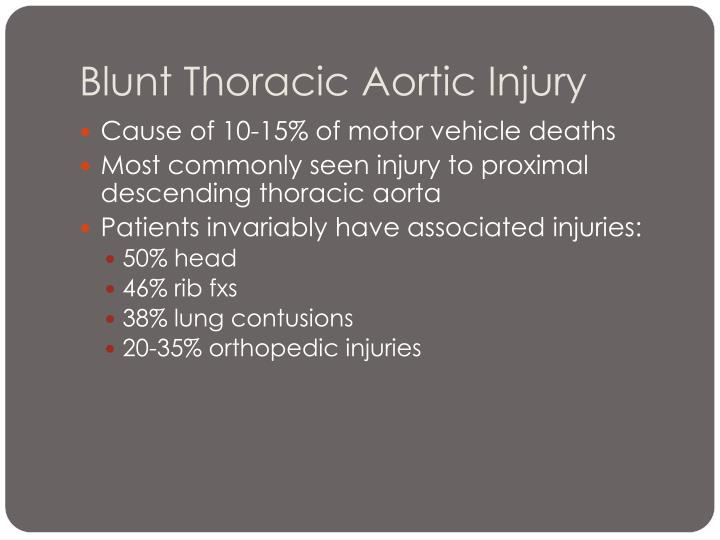 Blunt Thoracic Aortic Injury
• Cause of 10-15% of motor vehicle deaths
• Most commonly seen injury to proximal
descending thoracic aorta
• Patients invariably have associated injuries:
• 50% head
• 46% rib fxs
• 38% lung contusions
• 20-35% orthopedic injuries